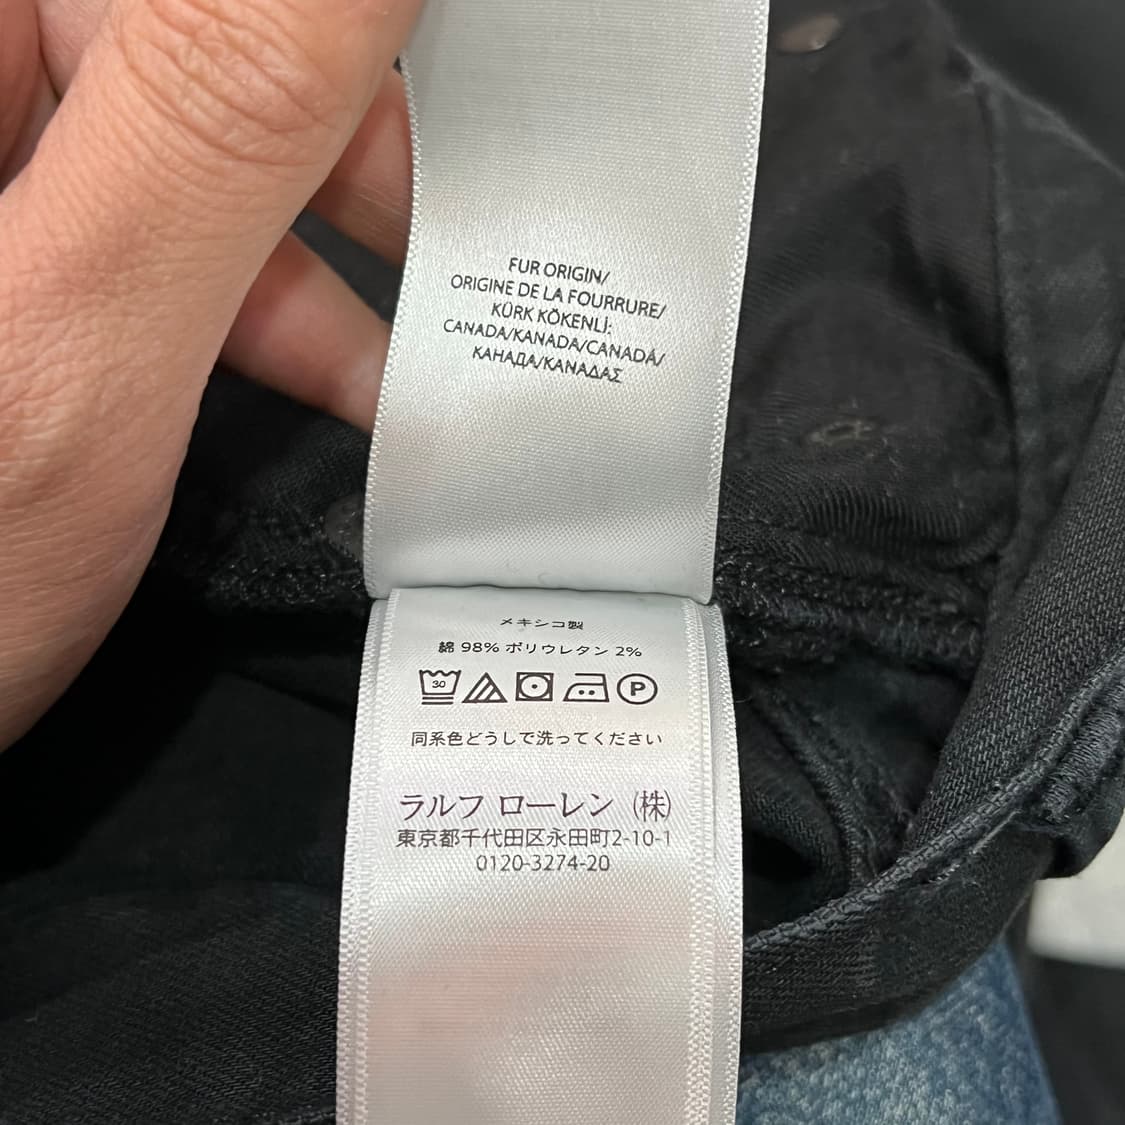 FUR ORIGIN/
ORIGINE DE LA FOURRURE/
KÜRK KÖKENLİ:
CANADA/KANADA/CANADÁ/
КАНАДА/ΚΑΝΑΔΑΣ
メキシコ製
綿 98% ポリウレタン 2%
30 P
同系色どうしで洗ってください
ラルフ ローレン (株)
東京都千代田区永田町2-10-1
0120-3274-20